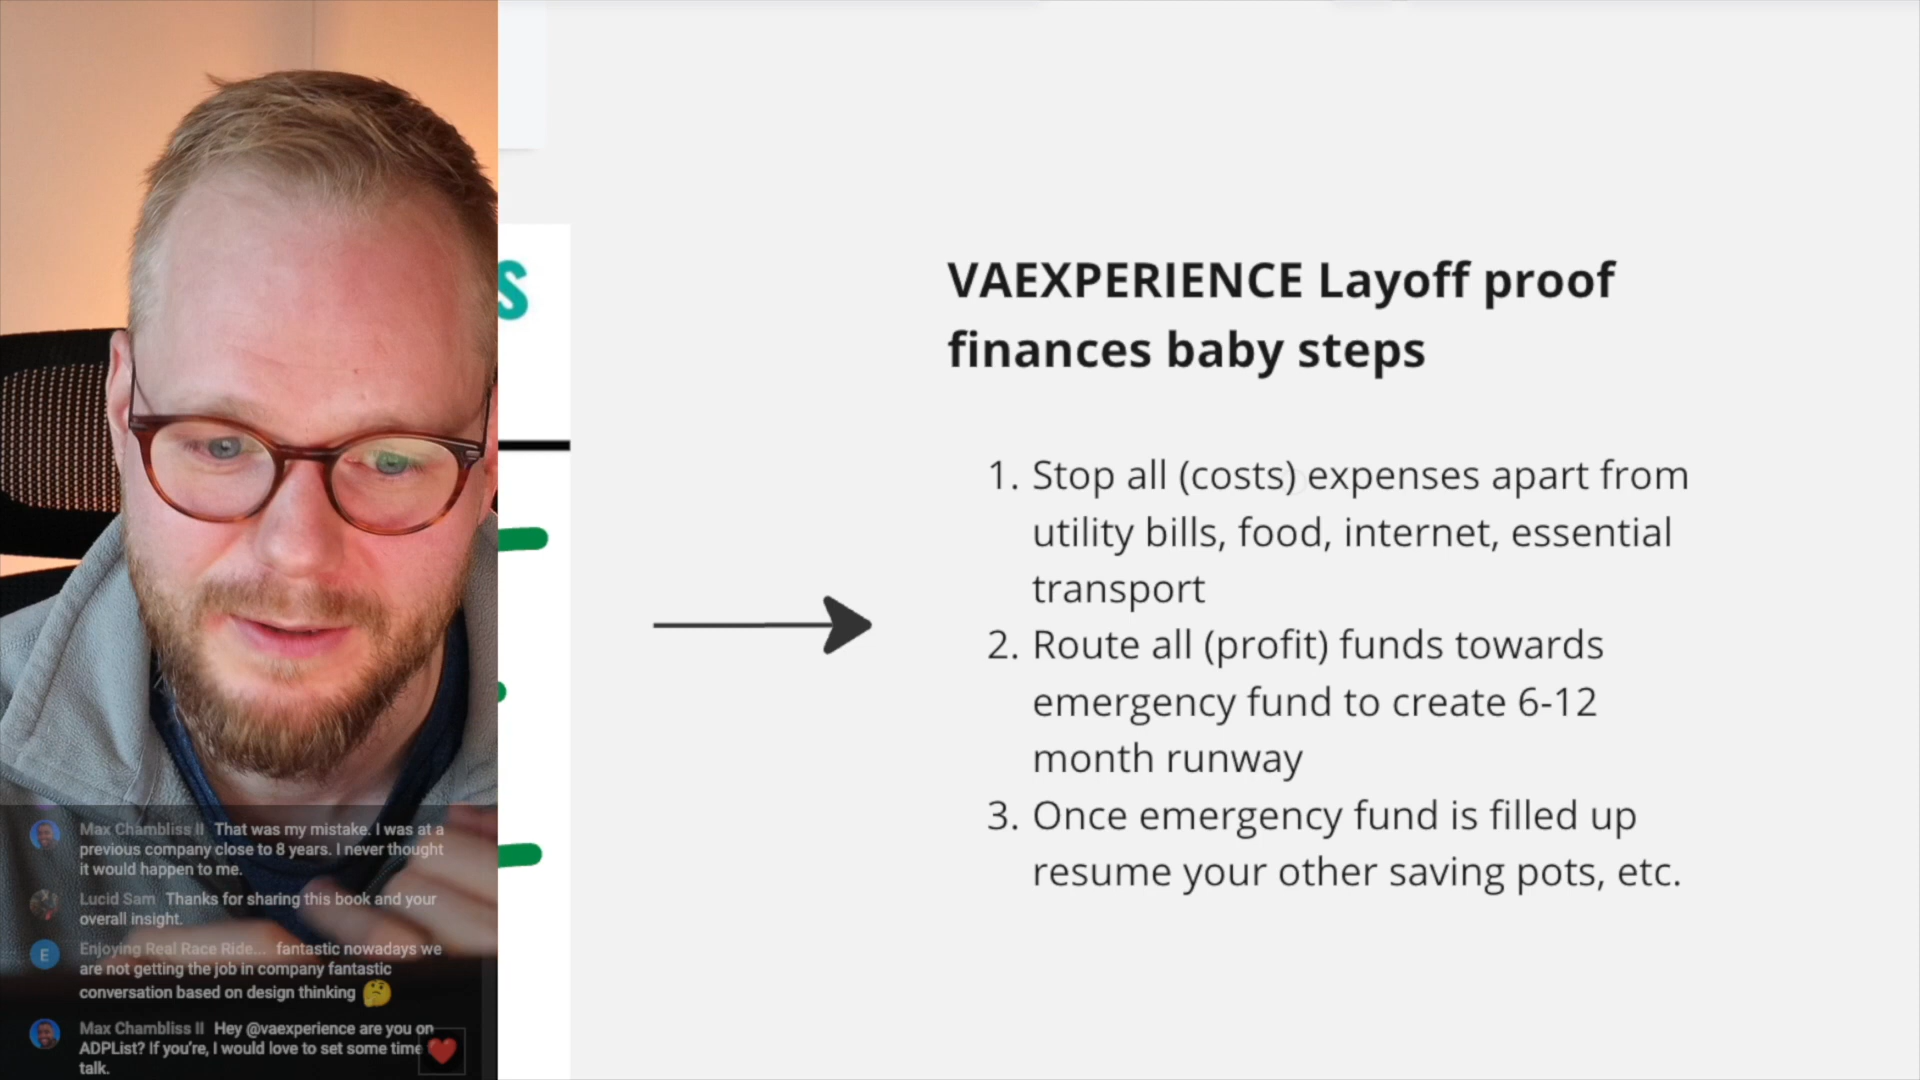 S
VAEXPERIENCE Layoff proof
finances baby steps
1. Stop all (costs) expenses apart from
utility bills, food, internet, essential
transport
2. Route all (profit) funds towards
emergency fund to create 6-12
month runway
3. Once emergency fund is filled up
resume your other saving pots, etc.
Max Chambliss II That was my mistake. I was at a
previous company close to 8 years. I never thought
it would happen to me.
Lucid Sam Thanks for sharing this book and your
overall insight.
E
Enjoying Real Race Ride... fantastic nowadays we
are not getting the job in company fantastic
conversation based on design thinking 🤔
Max Chambliss II Hey @vaexperience are you on
ADPList? If you're, I would love to set some time
talk.